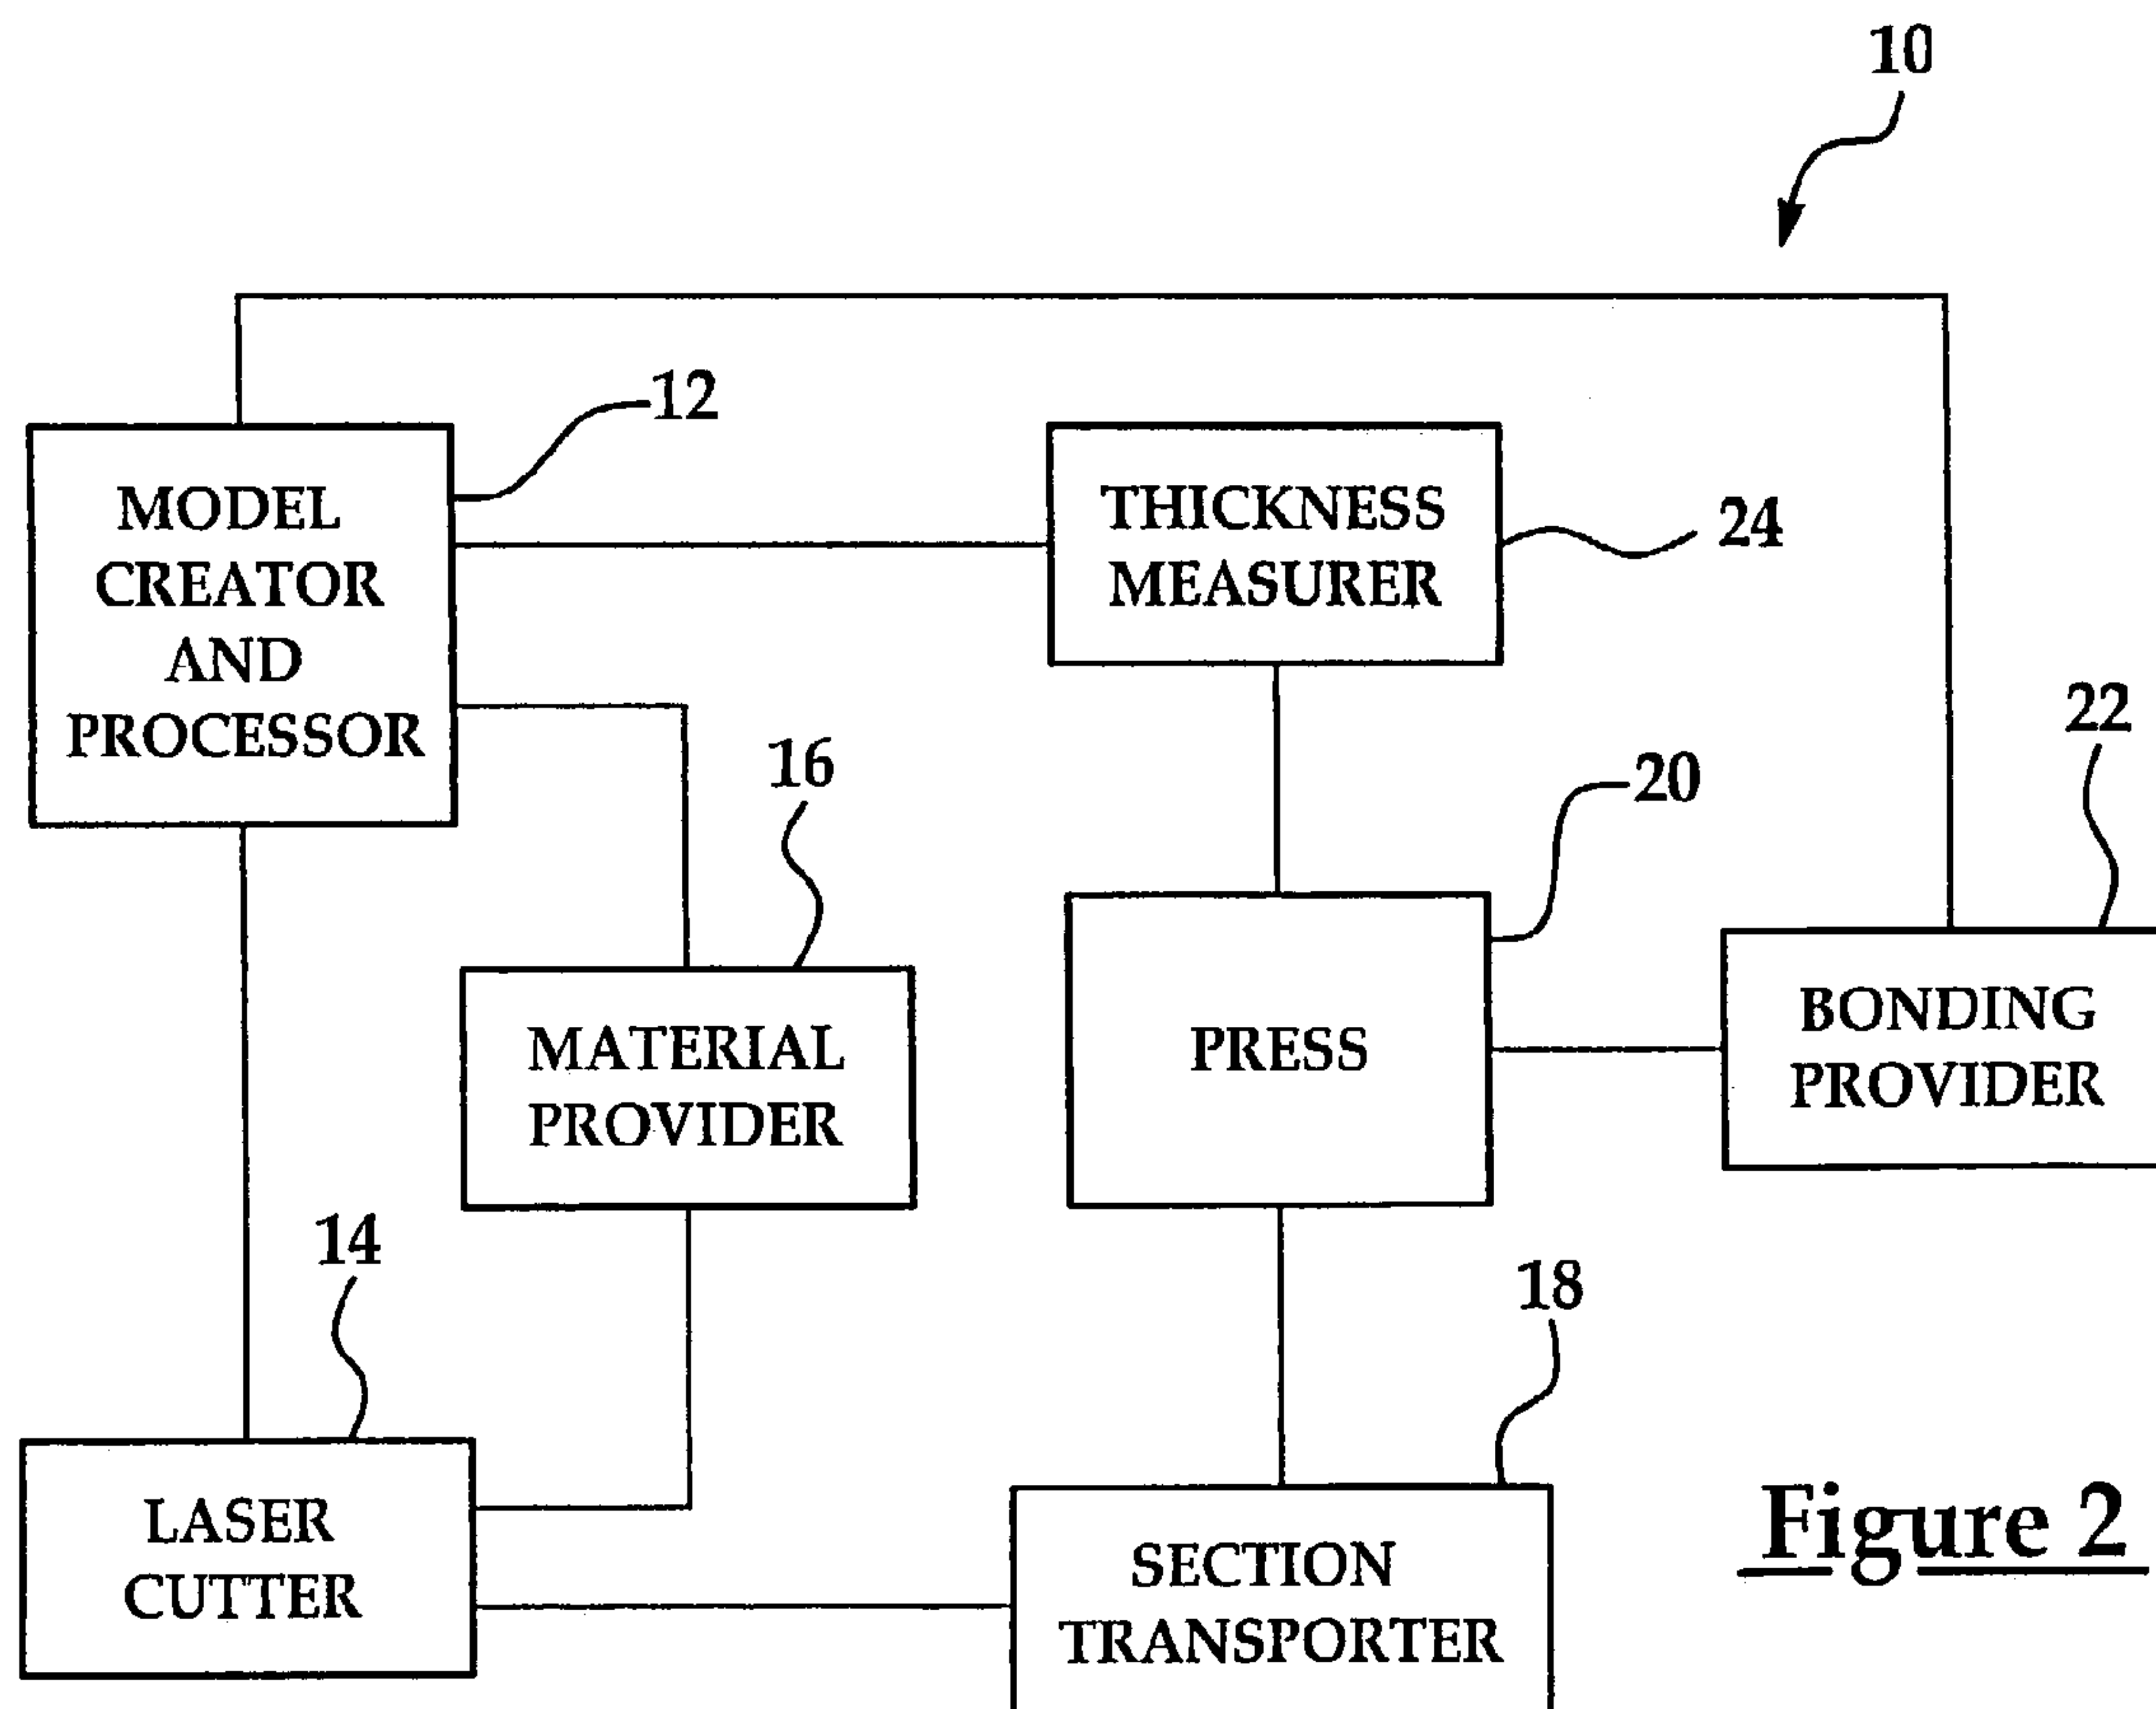 10
12
MODEL
CREATOR
AND
PROCESSOR
THICKNESS
MEASURER
24
16
20
22
MATERIAL
PROVIDER
PRESS
BONDING
PROVIDER
14
18
LASER
CUTTER
SECTION
TRANSPORTER
Figure 2